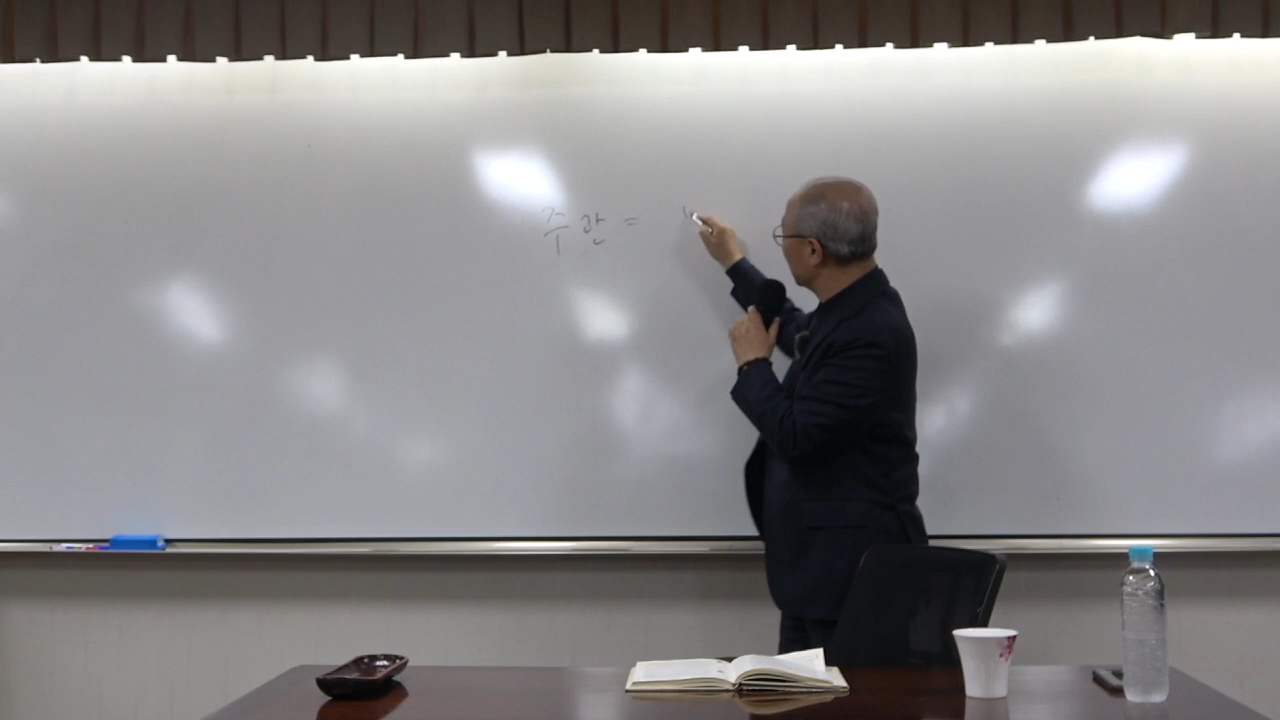 주관 =